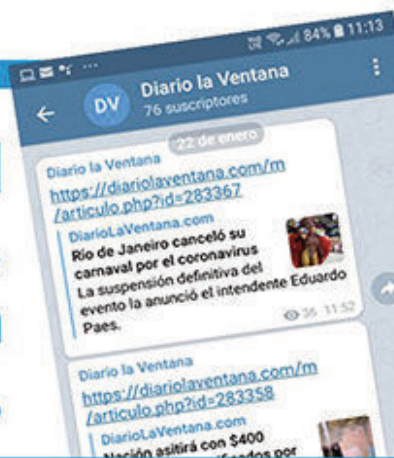 84% 11:13
DV
Diario la Ventana
76 suscriptores
22 de enero
Diario la Ventana
https://diariolaventana.com/m
/articulo.php?id=283367
DiarioLaVentana.com
Río de Janeiro canceló su
carnaval por el coronavirus
La suspensión definitiva del
evento la anunció el intendente Eduardo
Paes.
36 11:52
Diario la Ventana
https://diariolaventana.com/m
/articulo.php?id=283358
DiarioLaVentana.com
Nación asitirá con $400
por